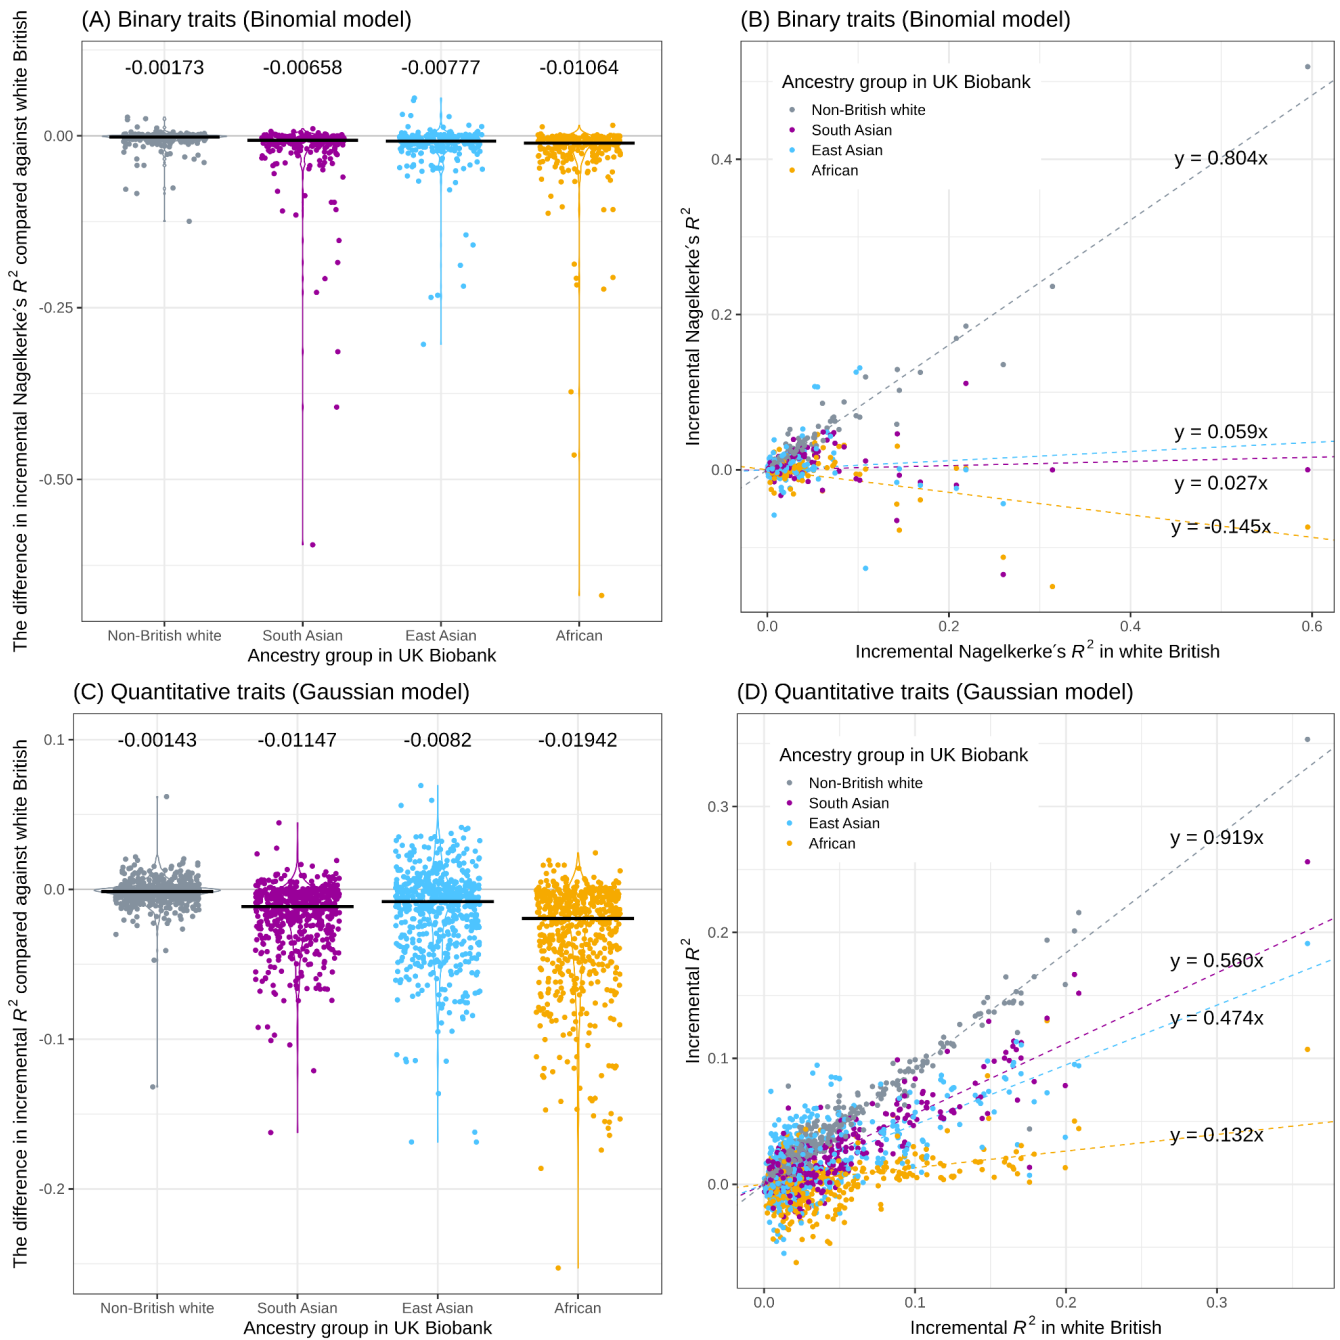 (A) Binary traits (Binomial model)
The difference in incremental Nagelkerke′s R² compared against white British
-0.00173 -0.00658 -0.00777 -0.01064
0.00
-0.25
-0.50
Non-British white South Asian East Asian African
Ancestry group in UK Biobank
(B) Binary traits (Binomial model)
Incremental Nagelkerke′s R²
Ancestry group in UK Biobank
Non-British white
South Asian
East Asian
African
y = 0.804x
y = 0.059x
y = 0.027x
y = -0.145x
0.4
0.2
0.0
0.0 0.2 0.4 0.6
Incremental Nagelkerke′s R² in white British
(C) Quantitative traits (Gaussian model)
The difference in incremental R² compared against white British
-0.00143 -0.01147 -0.0082 -0.01942
0.1
0.0
-0.1
-0.2
Non-British white South Asian East Asian African
Ancestry group in UK Biobank
(D) Quantitative traits (Gaussian model)
Incremental R²
Ancestry group in UK Biobank
Non-British white
South Asian
East Asian
African
y = 0.919x
y = 0.560x
y = 0.474x
y = 0.132x
0.3
0.2
0.1
0.0
0.0 0.1 0.2 0.3
Incremental R² in white British